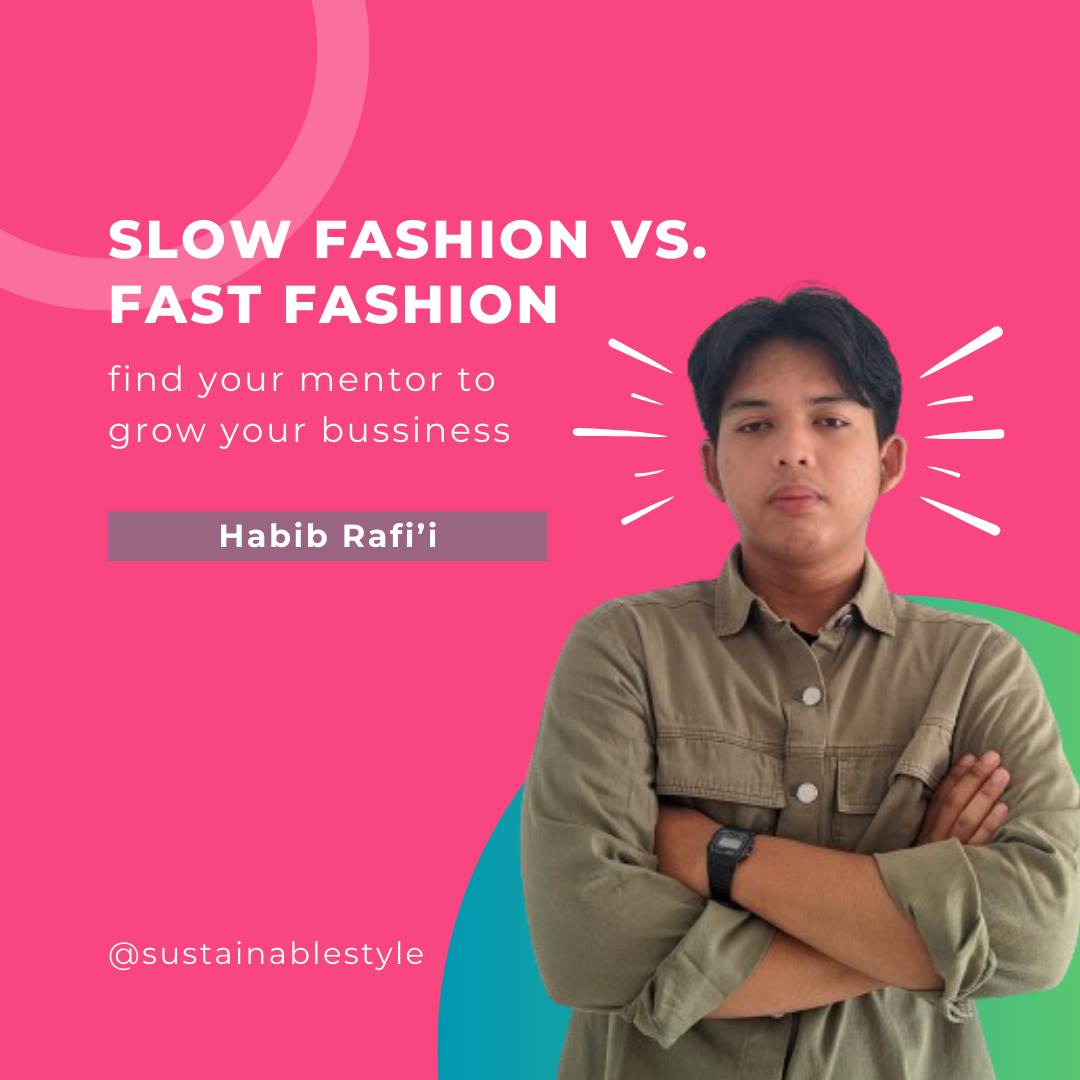 SLOW FASHION VS.
FAST FASHION
find your mentor to
grow your bussiness
Habib Rafi’i
@sustainablestyle